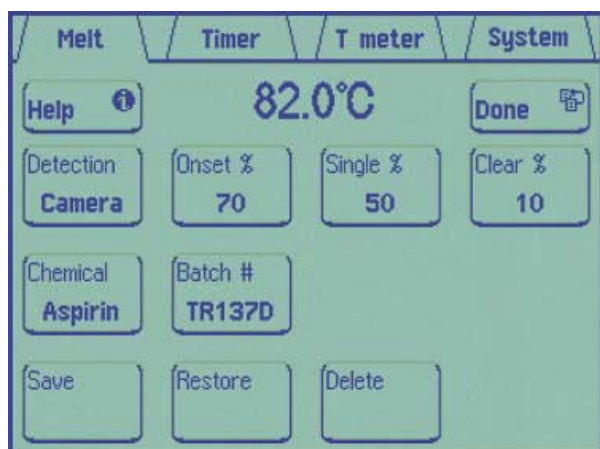 Melt Timer T meter System
Help 82.0°C Done
Detection Onset % Single % Clear %
Camera 70 50 10
Chemical Batch #
Aspirin TR137D
Save Restore Delete